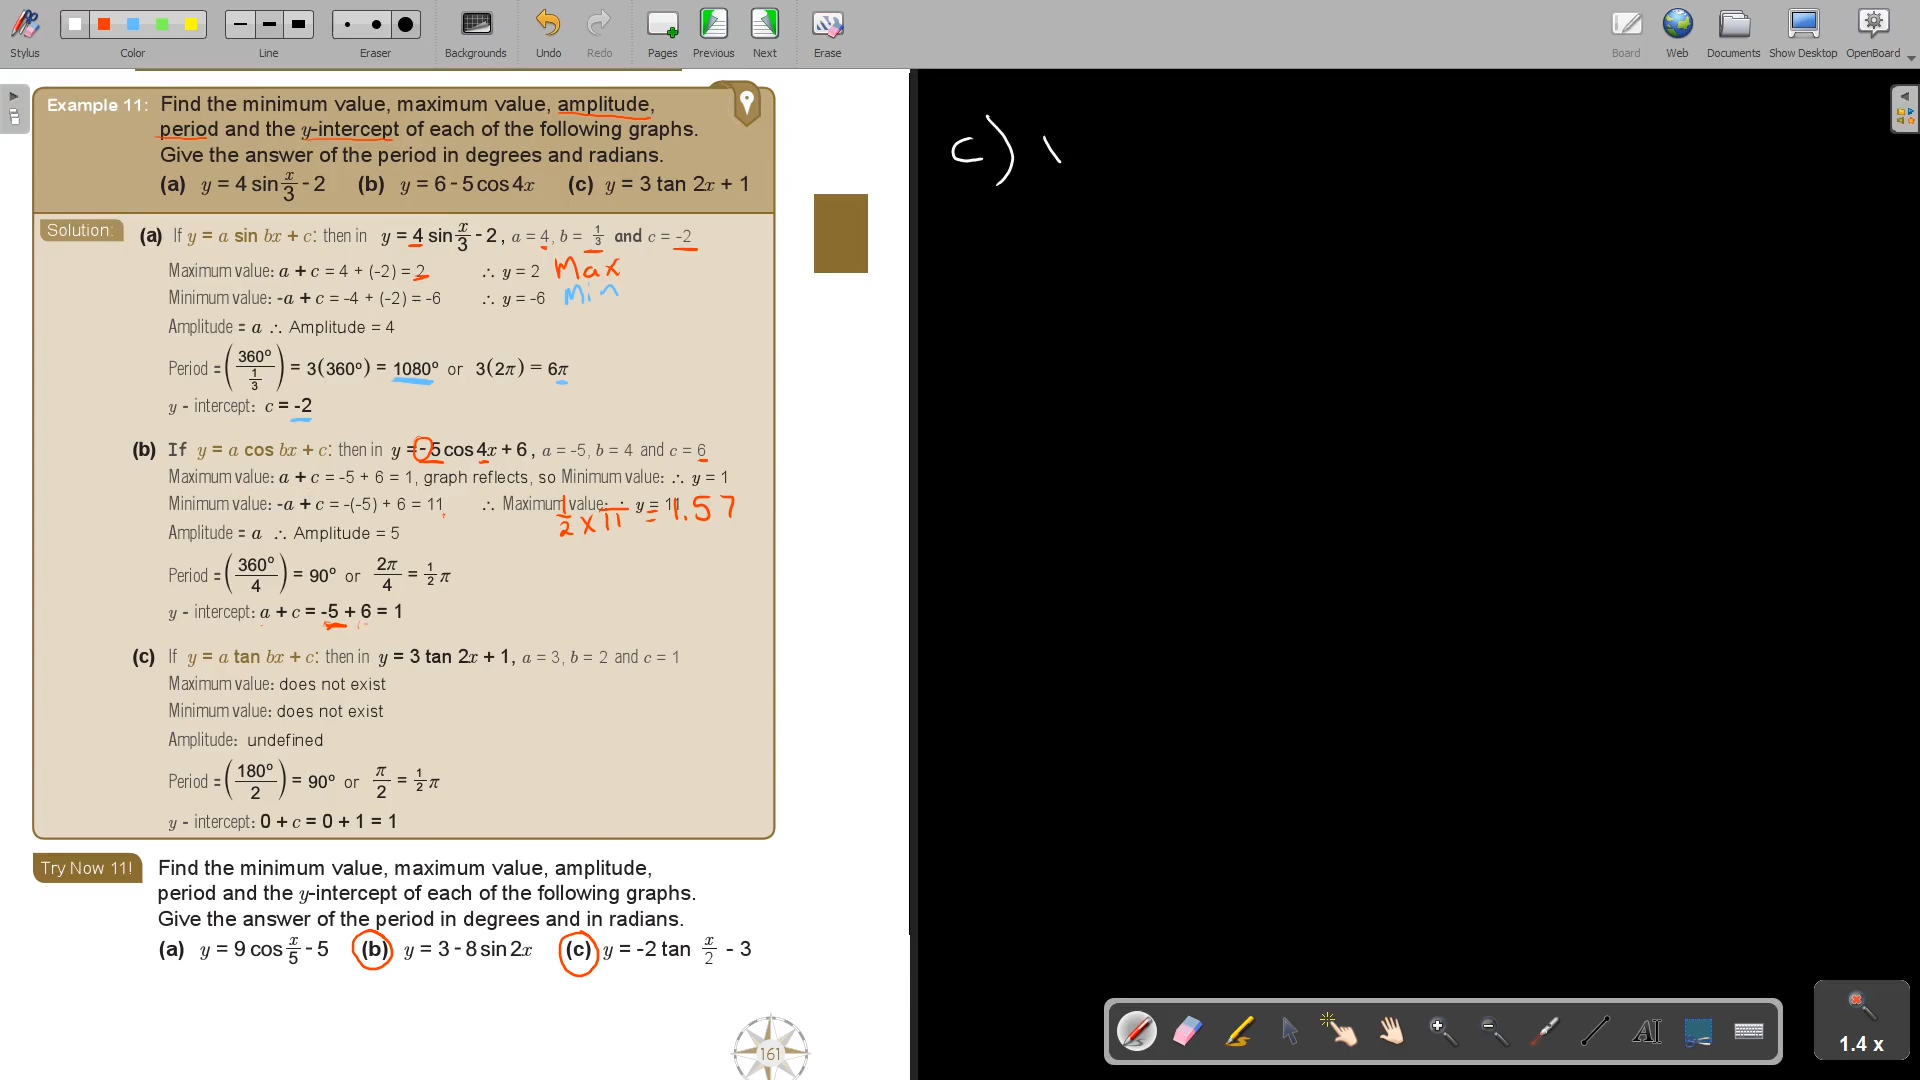 Stylus Color Line Eraser Backgrounds Undo Redo Pages Previous Next Erase Board Web Documents Show Desktop OpenBoard
Example 11: Find the minimum value, maximum value, amplitude,
period and the y-intercept of each of the following graphs.
Give the answer of the period in degrees and radians.
(a) y = 4 sin x/3 - 2 (b) y = 6 - 5 cos 4x (c) y = 3 tan 2x + 1
Solution: (a) If y = a sin bx + c: then in y = 4 sin x/3 - 2, a = 4, b = 1/3 and c = -2
Maximum value: a + c = 4 + (-2) = 2 ∴ y = 2 Max
Minimum value: -a + c = -4 + (-2) = -6 ∴ y = -6 Min
Amplitude = a ∴ Amplitude = 4
Period = (360°/(1/3)) = 3(360°) = 1080° or 3(2π) = 6π
y - intercept: c = -2
(b) If y = a cos bx + c: then in y = -5 cos 4x + 6, a = -5, b = 4 and c = 6
Maximum value: a + c = -5 + 6 = 1, graph reflects, so Minimum value: ∴ y = 1
Minimum value: -a + c = -(-5) + 6 = 11 ∴ Maximum value: ∴ y = 11
1/2 x π = 1.57
Amplitude = a ∴ Amplitude = 5
Period = (360°/4) = 90° or 2π/4 = 1/2 π
y - intercept: a + c = -5 + 6 = 1
(c) If y = a tan bx + c: then in y = 3 tan 2x + 1, a = 3, b = 2 and c = 1
Maximum value: does not exist
Minimum value: does not exist
Amplitude: undefined
Period = (180°/2) = 90° or π/2 = 1/2 π
y - intercept: 0 + c = 0 + 1 = 1
Try Now 11! Find the minimum value, maximum value, amplitude,
period and the y-intercept of each of the following graphs.
Give the answer of the period in degrees and in radians.
(a) y = 9 cos x/5 - 5 (b) y = 3 - 8 sin 2x (c) y = -2 tan x/2 - 3
161
c) \
1.4 x